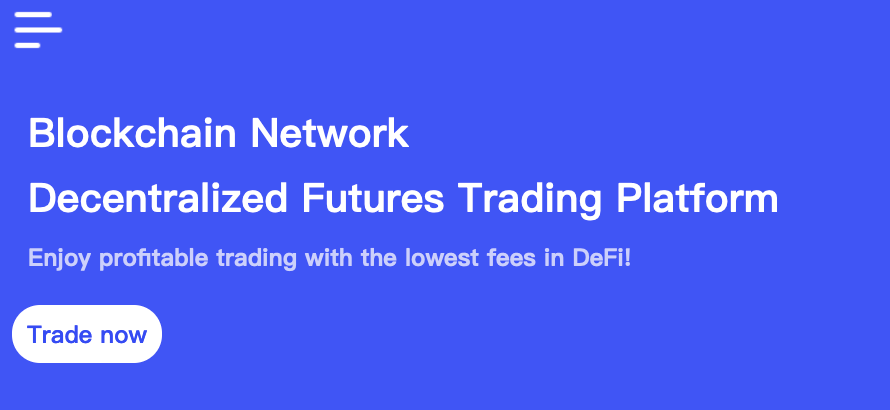 Blockchain Network
Decentralized Futures Trading Platform
Enjoy profitable trading with the lowest fees in DeFi!
Trade now